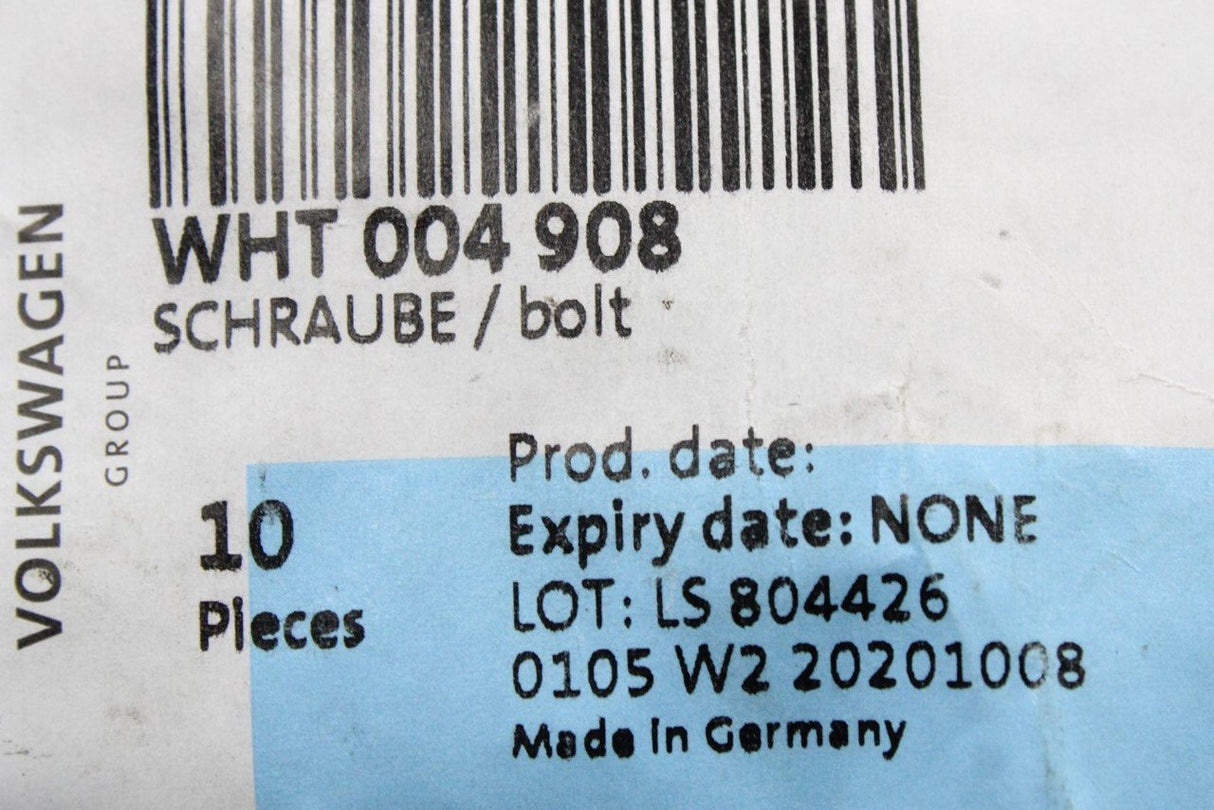 VOLKSWAGEN
GROUP
WHT 004 908
SCHRAUBE / bolt
10
Pieces
Prod. date:
Expiry date: NONE
LOT: LS 804426
0105 W2 20201008
Made in Germany